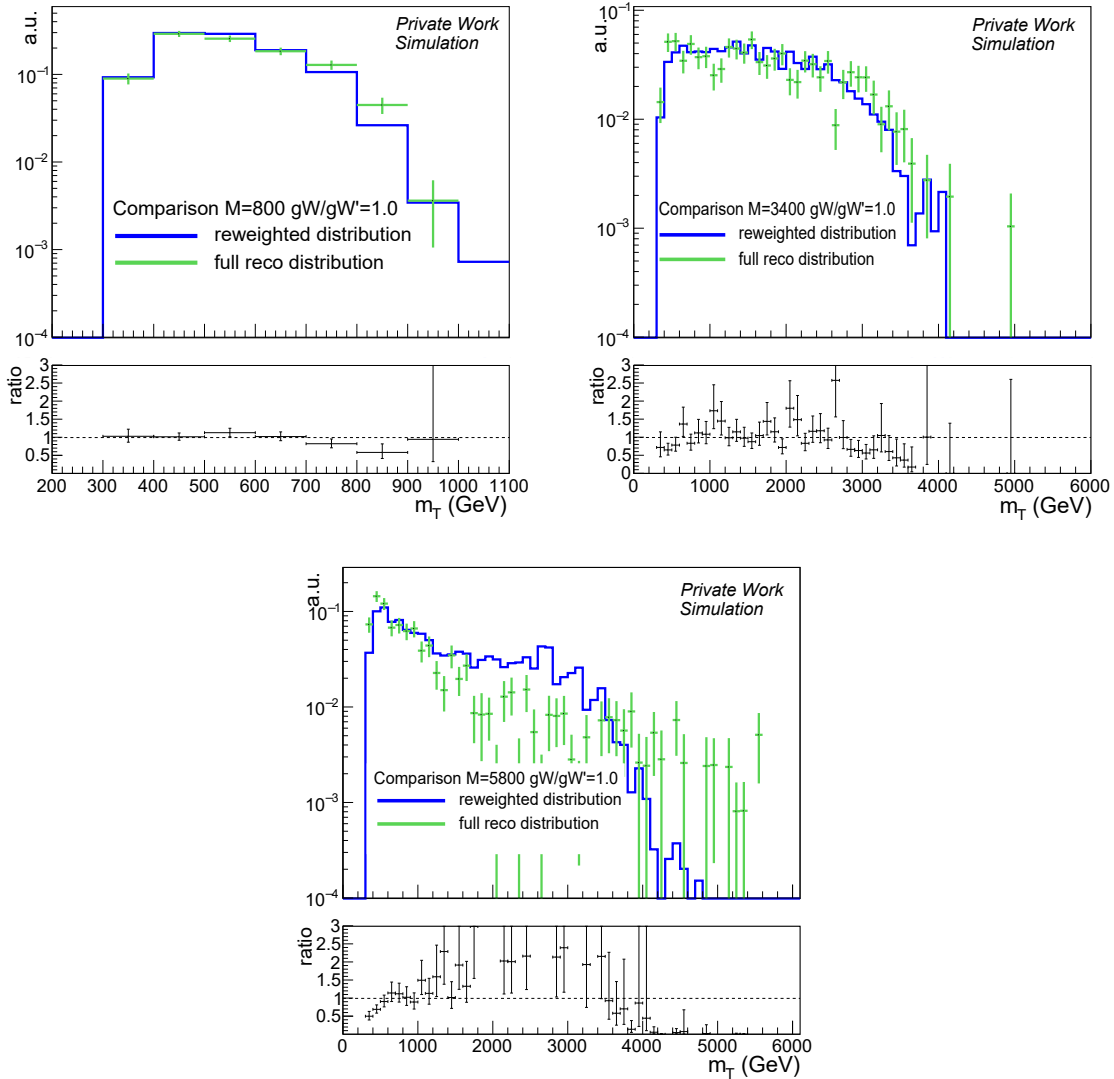 a.u.
Private Work
Simulation
10⁻¹
10⁻²
10⁻³
10⁻⁴
Comparison M=800 gW/gW'=1.0
reweighted distribution
full reco distribution
ratio
3
2.5
2
1.5
1
0.5
200 300 400 500 600 700 800 900 1000 1100
m_T (GeV)
a.u.
Private Work
Simulation
10⁻¹
10⁻²
10⁻³
10⁻⁴
Comparison M=3400 gW/gW'=1.0
reweighted distribution
full reco distribution
ratio
3
2.5
2
1.5
1
0.5
0
0 1000 2000 3000 4000 5000 6000
m_T (GeV)
a.u.
Private Work
Simulation
10⁻¹
10⁻²
10⁻³
10⁻⁴
Comparison M=5800 gW/gW'=1.0
reweighted distribution
full reco distribution
ratio
3
2.5
2
1.5
1
0.5
0 1000 2000 3000 4000 5000 6000
m_T (GeV)